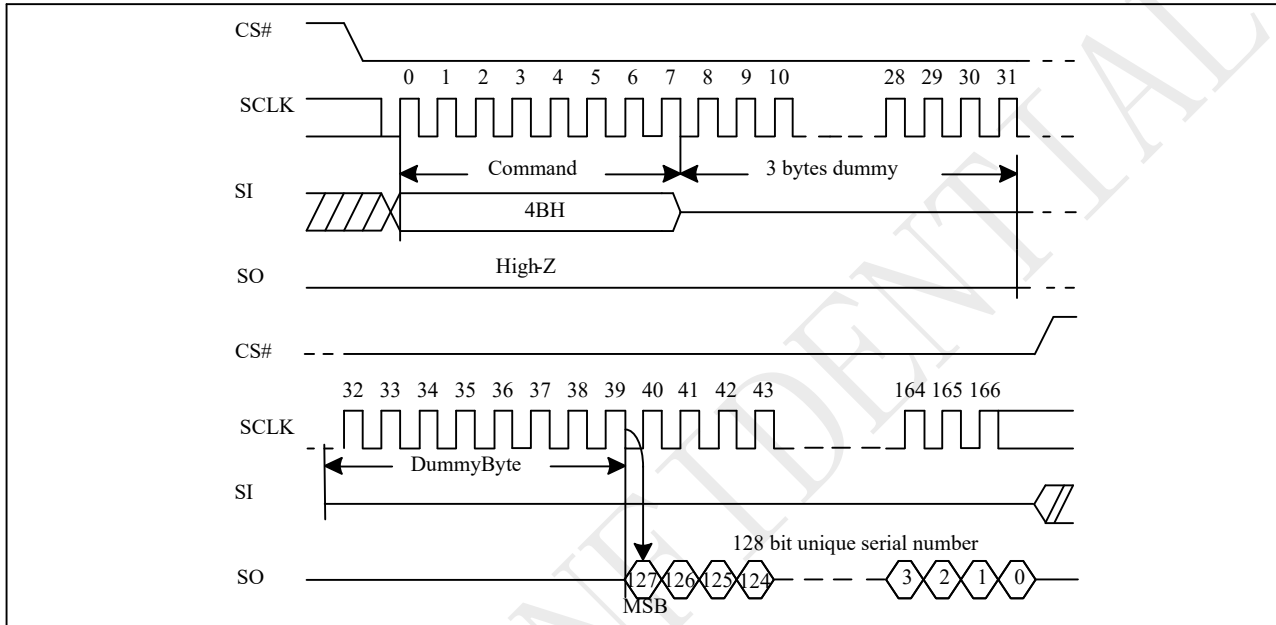 CS#
0 1 2 3 4 5 6 7 8 9 10 28 29 30 31
SCLK
Command 3 bytes dummy
SI
4BH
High-Z
SO
CS#
32 33 34 35 36 37 38 39 40 41 42 43 164 165 166
SCLK
DummyByte
SI
128 bit unique serial number
SO 127 126 125 124 3 2 1 0
MSB